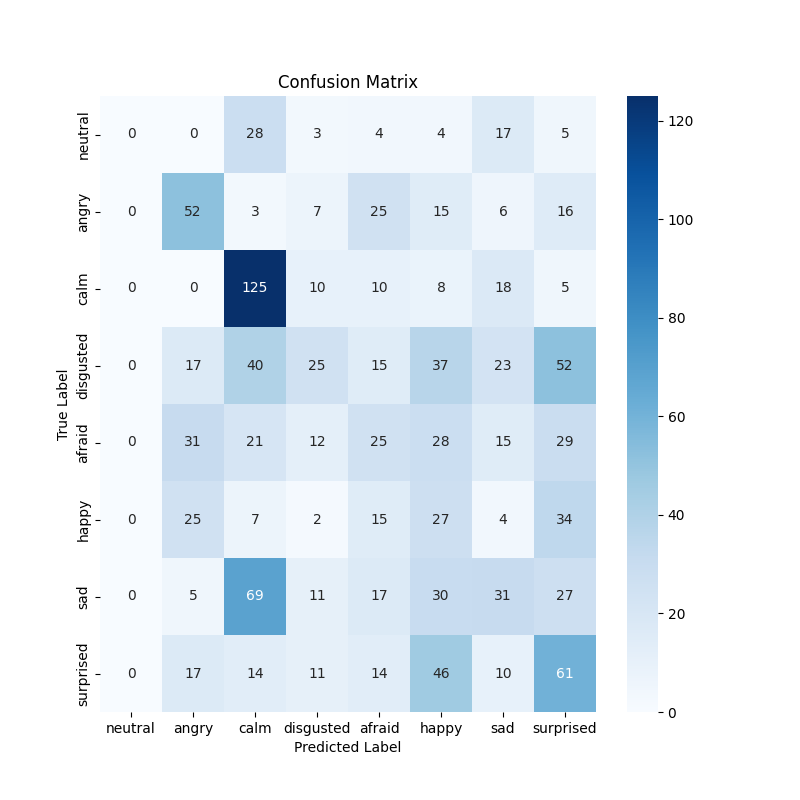 Confusion Matrix
neutral 0 0 28 3 4 4 17 5
angry 0 52 3 7 25 15 6 16
calm 0 0 125 10 10 8 18 5
disgusted 0 17 40 25 15 37 23 52
afraid 0 31 21 12 25 28 15 29
happy 0 25 7 2 15 27 4 34
sad 0 5 69 11 17 30 31 27
surprised 0 17 14 11 14 46 10 61
neutral angry calm disgusted afraid happy sad surprised
Predicted Label
True Label
120
100
80
60
40
20
0